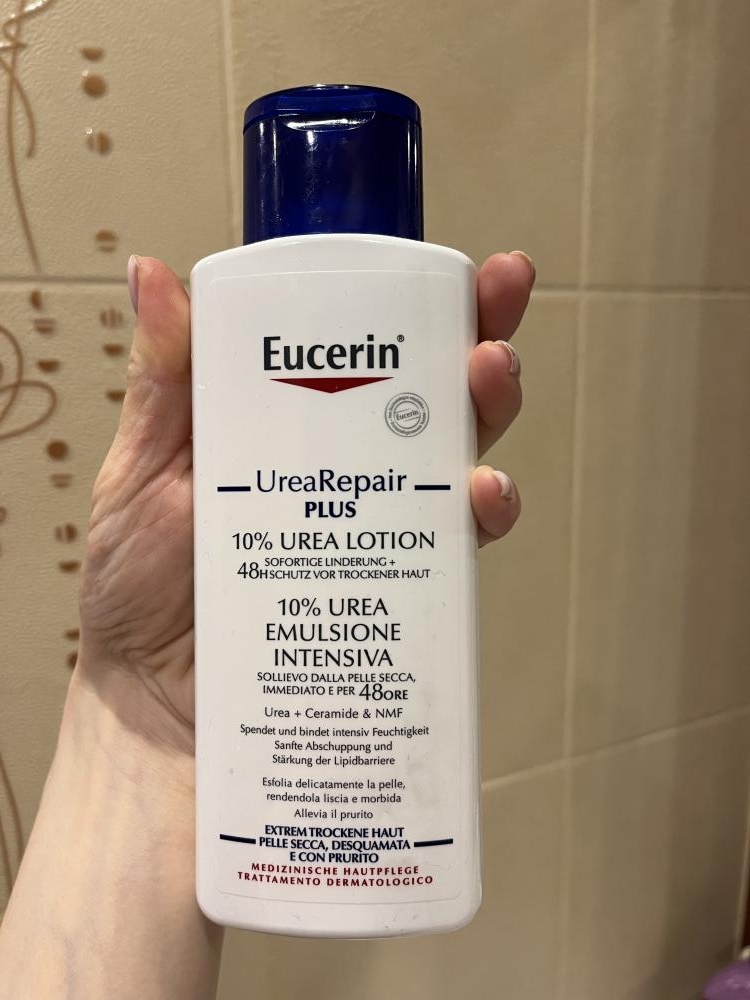 Eucerin®
Eucerin
UreaRepair
PLUS
10% UREA LOTION
SOFORTIGE LINDERUNG +
48H SCHUTZ VOR TROCKENER HAUT
10% UREA
EMULSIONE
INTENSIVA
SOLLIEVO DALLA PELLE SECCA,
IMMEDIATO E PER 48ORE
Urea + Ceramide & NMF
Spendet und bindet intensiv Feuchtigkeit
Sanfte Abschuppung und
Stärkung der Lipidbarriere
Esfolia delicatamente la pelle,
rendendola liscia e morbida
Allevia il prurito
EXTREM TROCKENE HAUT
PELLE SECCA, DESQUAMATA
E CON PRURITO
MEDIZINISCHE HAUTPFLEGE
TRATTAMENTO DERMATOLOGICO